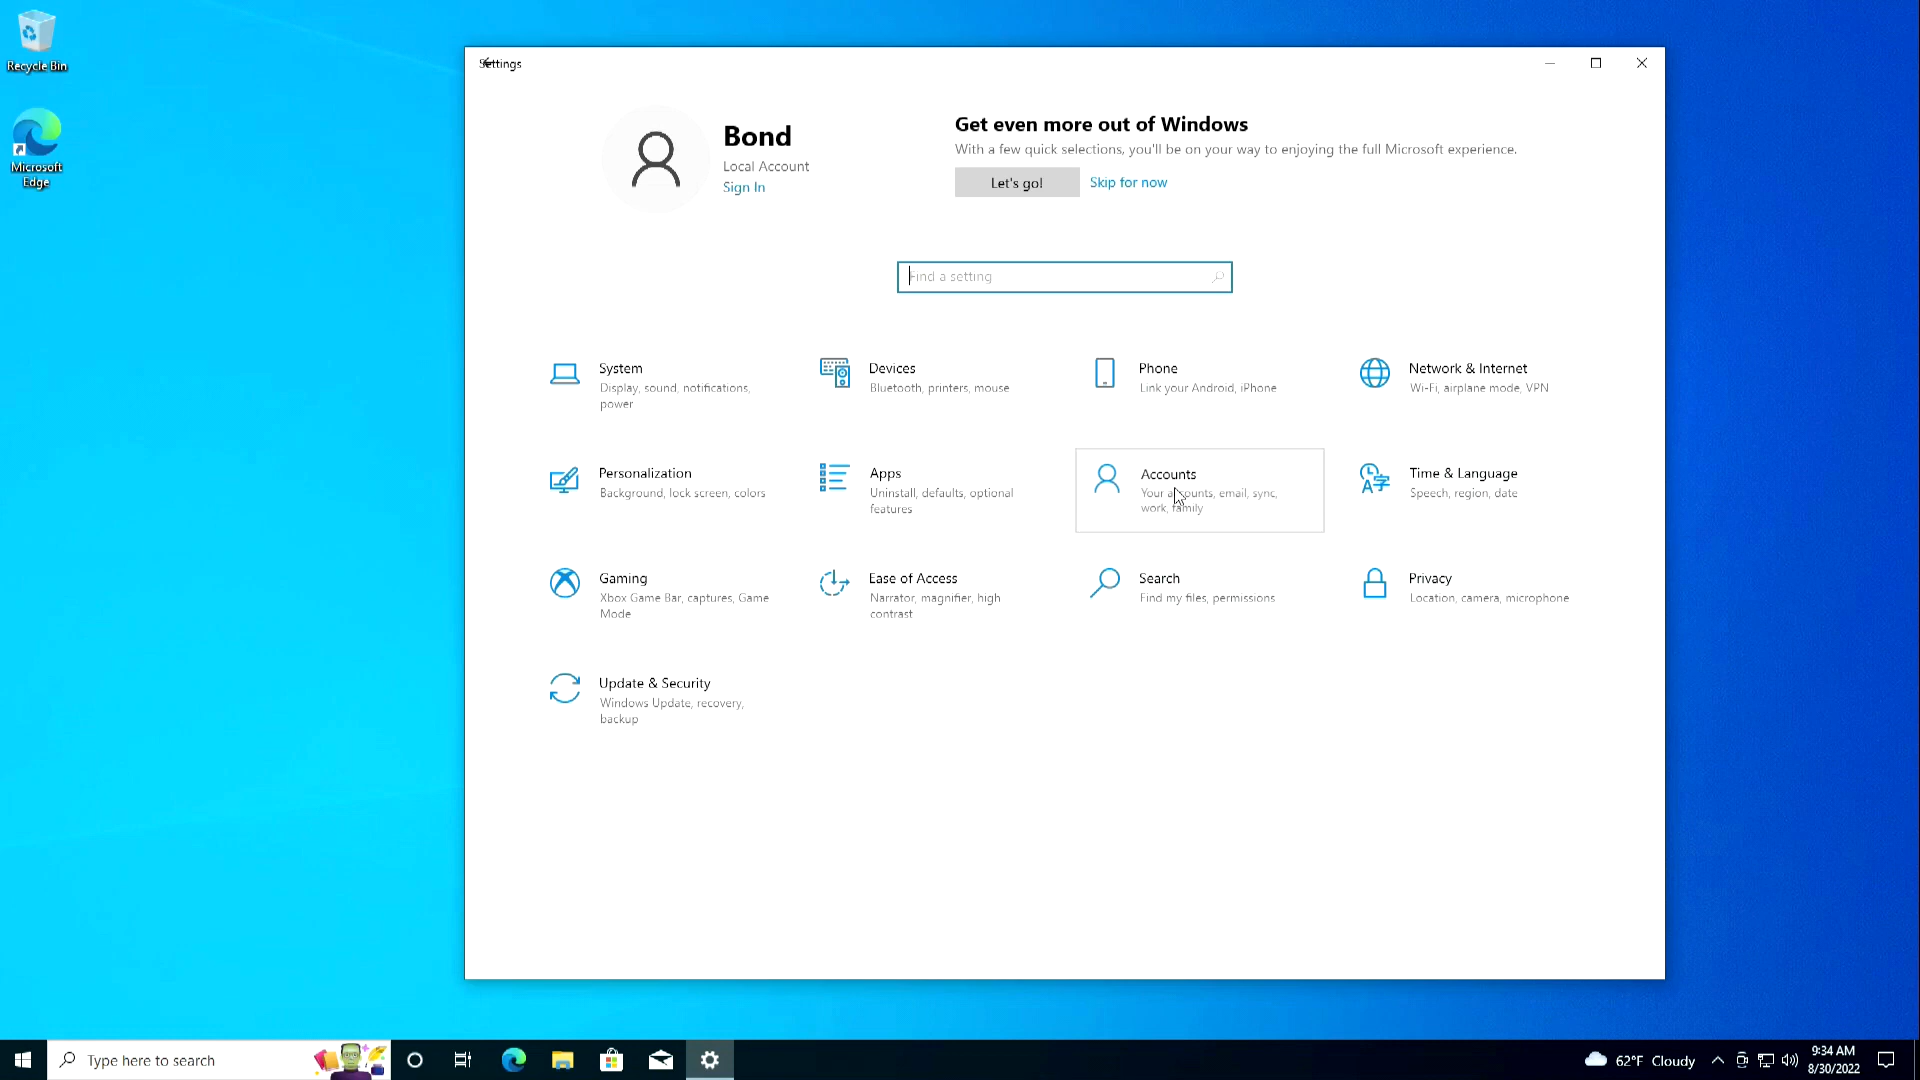 Recycle Bin
Microsoft
Edge
Settings
Bond
Local Account
Sign In
Get even more out of Windows
With a few quick selections, you'll be on your way to enjoying the full Microsoft experience.
Let's go!
Skip for now
Find a setting
System
Display, sound, notifications,
power
Devices
Bluetooth, printers, mouse
Phone
Link your Android, iPhone
Network & Internet
Wi-Fi, airplane mode, VPN
Personalization
Background, lock screen, colors
Apps
Uninstall, defaults, optional
features
Accounts
Your accounts, email, sync,
work, family
Time & Language
Speech, region, date
Gaming
Xbox Game Bar, captures, Game
Mode
Ease of Access
Narrator, magnifier, high
contrast
Search
Find my files, permissions
Privacy
Location, camera, microphone
Update & Security
Windows Update, recovery,
backup
Type here to search
62°F Cloudy
9:34 AM
8/30/2022